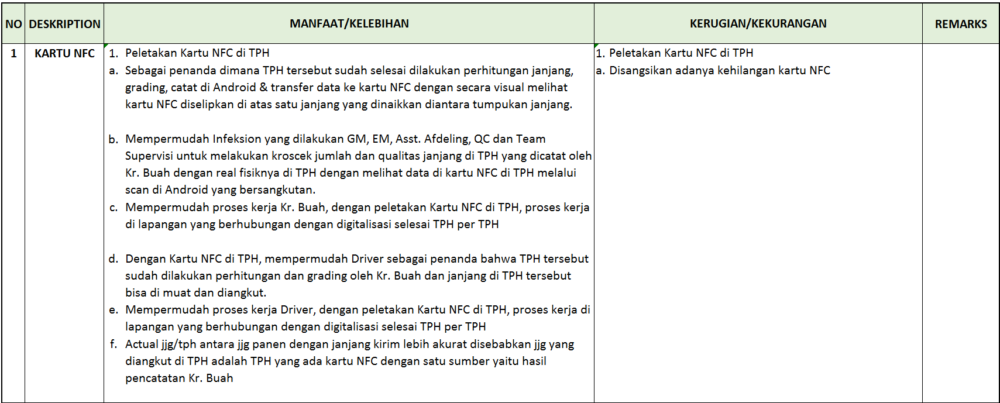 NO DESKRIPTION MANFAAT/KELEBIHAN KERUGIAN/KEKURANGAN REMARKS
1 KARTU NFC
1. Peletakan Kartu NFC di TPH
a. Sebagai penanda dimana TPH tersebut sudah selesai dilakukan perhitungan janjang,
grading, catat di Android & transfer data ke kartu NFC dengan secara visual melihat
kartu NFC diselipkan di atas satu janjang yang dinaikkan diantara tumpukan janjang.
b. Mempermudah Infeksion yang dilakukan GM, EM, Asst. Afdeling, QC dan Team
Supervisi untuk melakukan kroscek jumlah dan qualitas janjang di TPH yang dicatat oleh
Kr. Buah dengan real fisiknya di TPH dengan melihat data di kartu NFC di TPH melalui
scan di Android yang bersangkutan.
c. Mempermudah proses kerja Kr. Buah, dengan peletakan Kartu NFC di TPH, proses kerja
di lapangan yang berhubungan dengan digitalisasi selesai TPH per TPH
d. Dengan Kartu NFC di TPH, mempermudah Driver sebagai penanda bahwa TPH tersebut
sudah dilakukan perhitungan dan grading oleh Kr. Buah dan janjang di TPH tersebut
bisa di muat dan diangkut.
e. Mempermudah proses kerja Driver, dengan peletakan Kartu NFC di TPH, proses kerja di
lapangan yang berhubungan dengan digitalisasi selesai TPH per TPH
f. Actual jjg/tph antara jjg panen dengan janjang kirim lebih akurat disebabkan jjg yang
diangkut di TPH adalah TPH yang ada kartu NFC dengan satu sumber yaitu hasil
pencatatan Kr. Buah
1. Peletakan Kartu NFC di TPH
a. Disangsikan adanya kehilangan kartu NFC